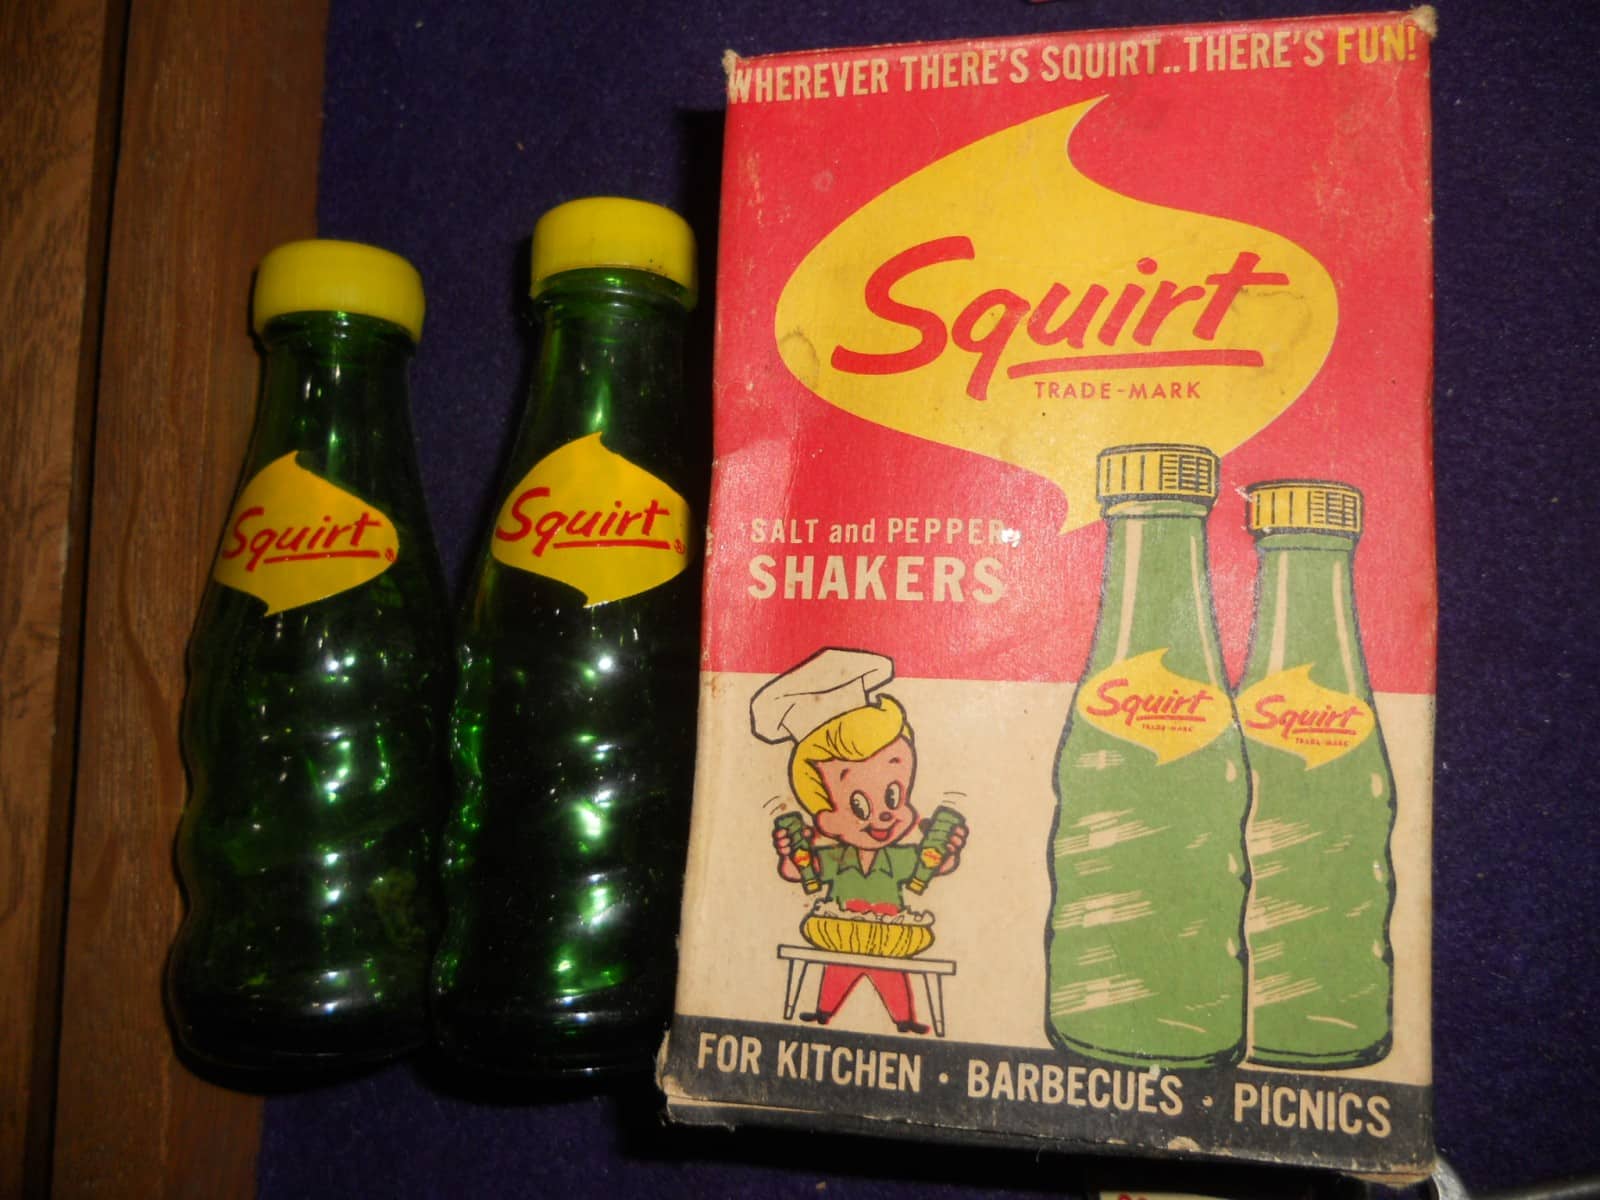 WHEREVER THERE'S SQUIRT..THERE'S FUN!
Squirt
TRADE-MARK
SALT and PEPPER
SHAKERS
Squirt
TRADE-MARK
Squirt
TRADE-MARK
FOR KITCHEN · BARBECUES · PICNICS
Squirt
®
Squirt
®